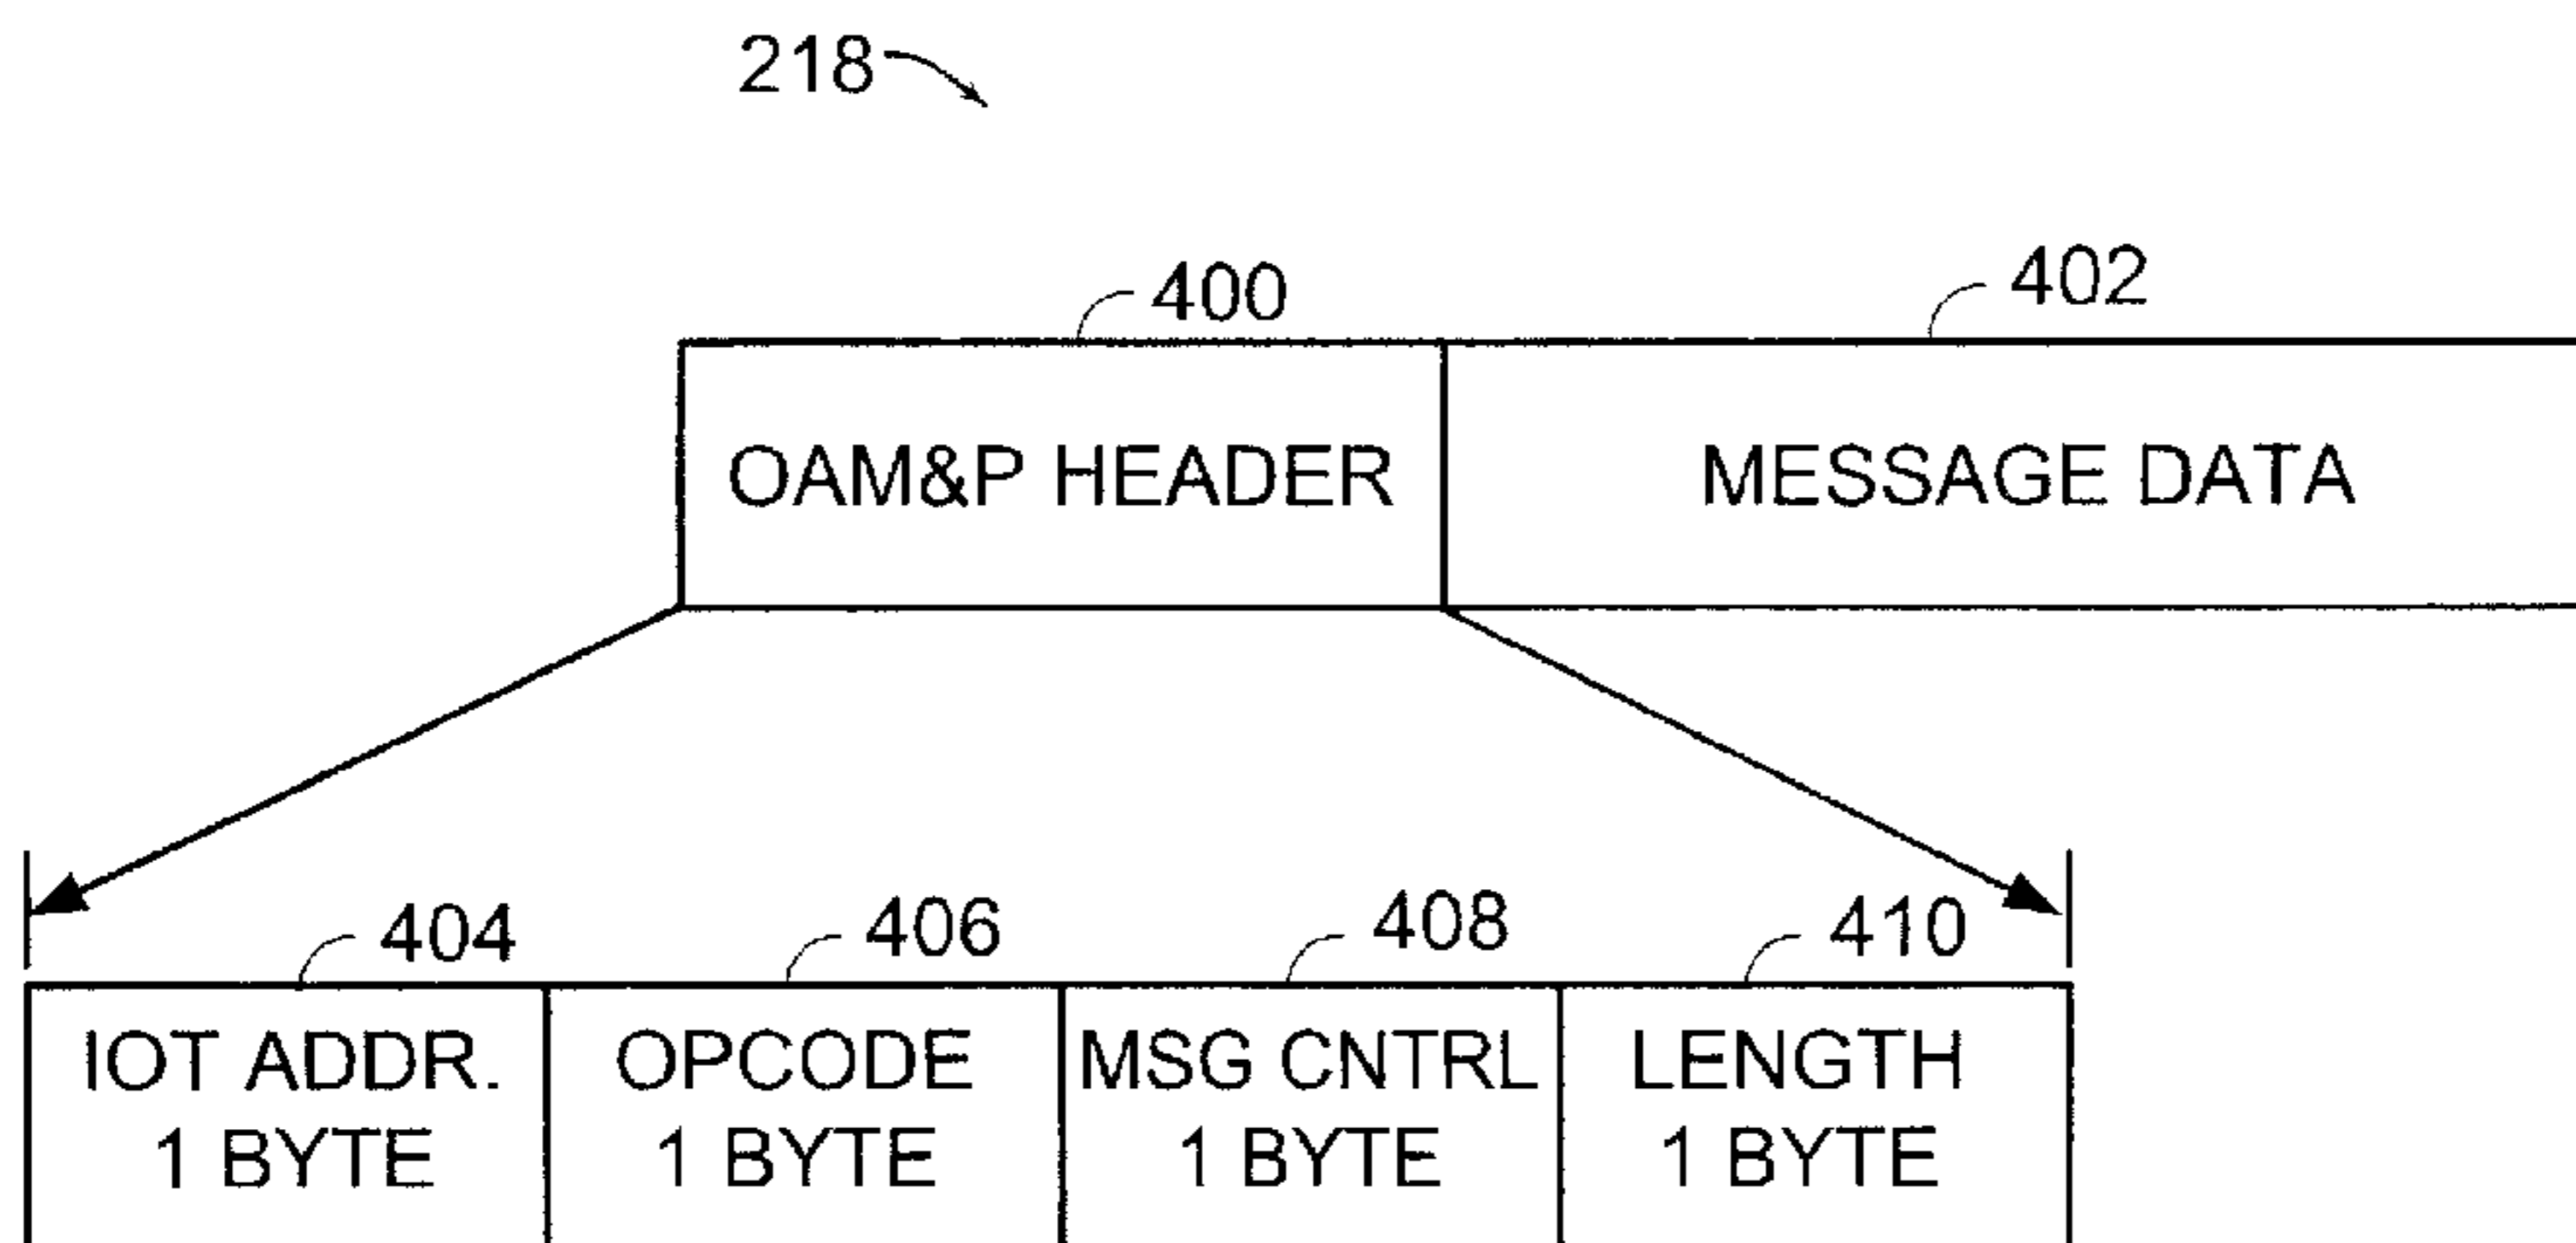 218
400
402
OAM&P HEADER
MESSAGE DATA
404
406
408
410
IOT ADDR.
1 BYTE
OPCODE
1 BYTE
MSG CNTRL
1 BYTE
LENGTH
1 BYTE